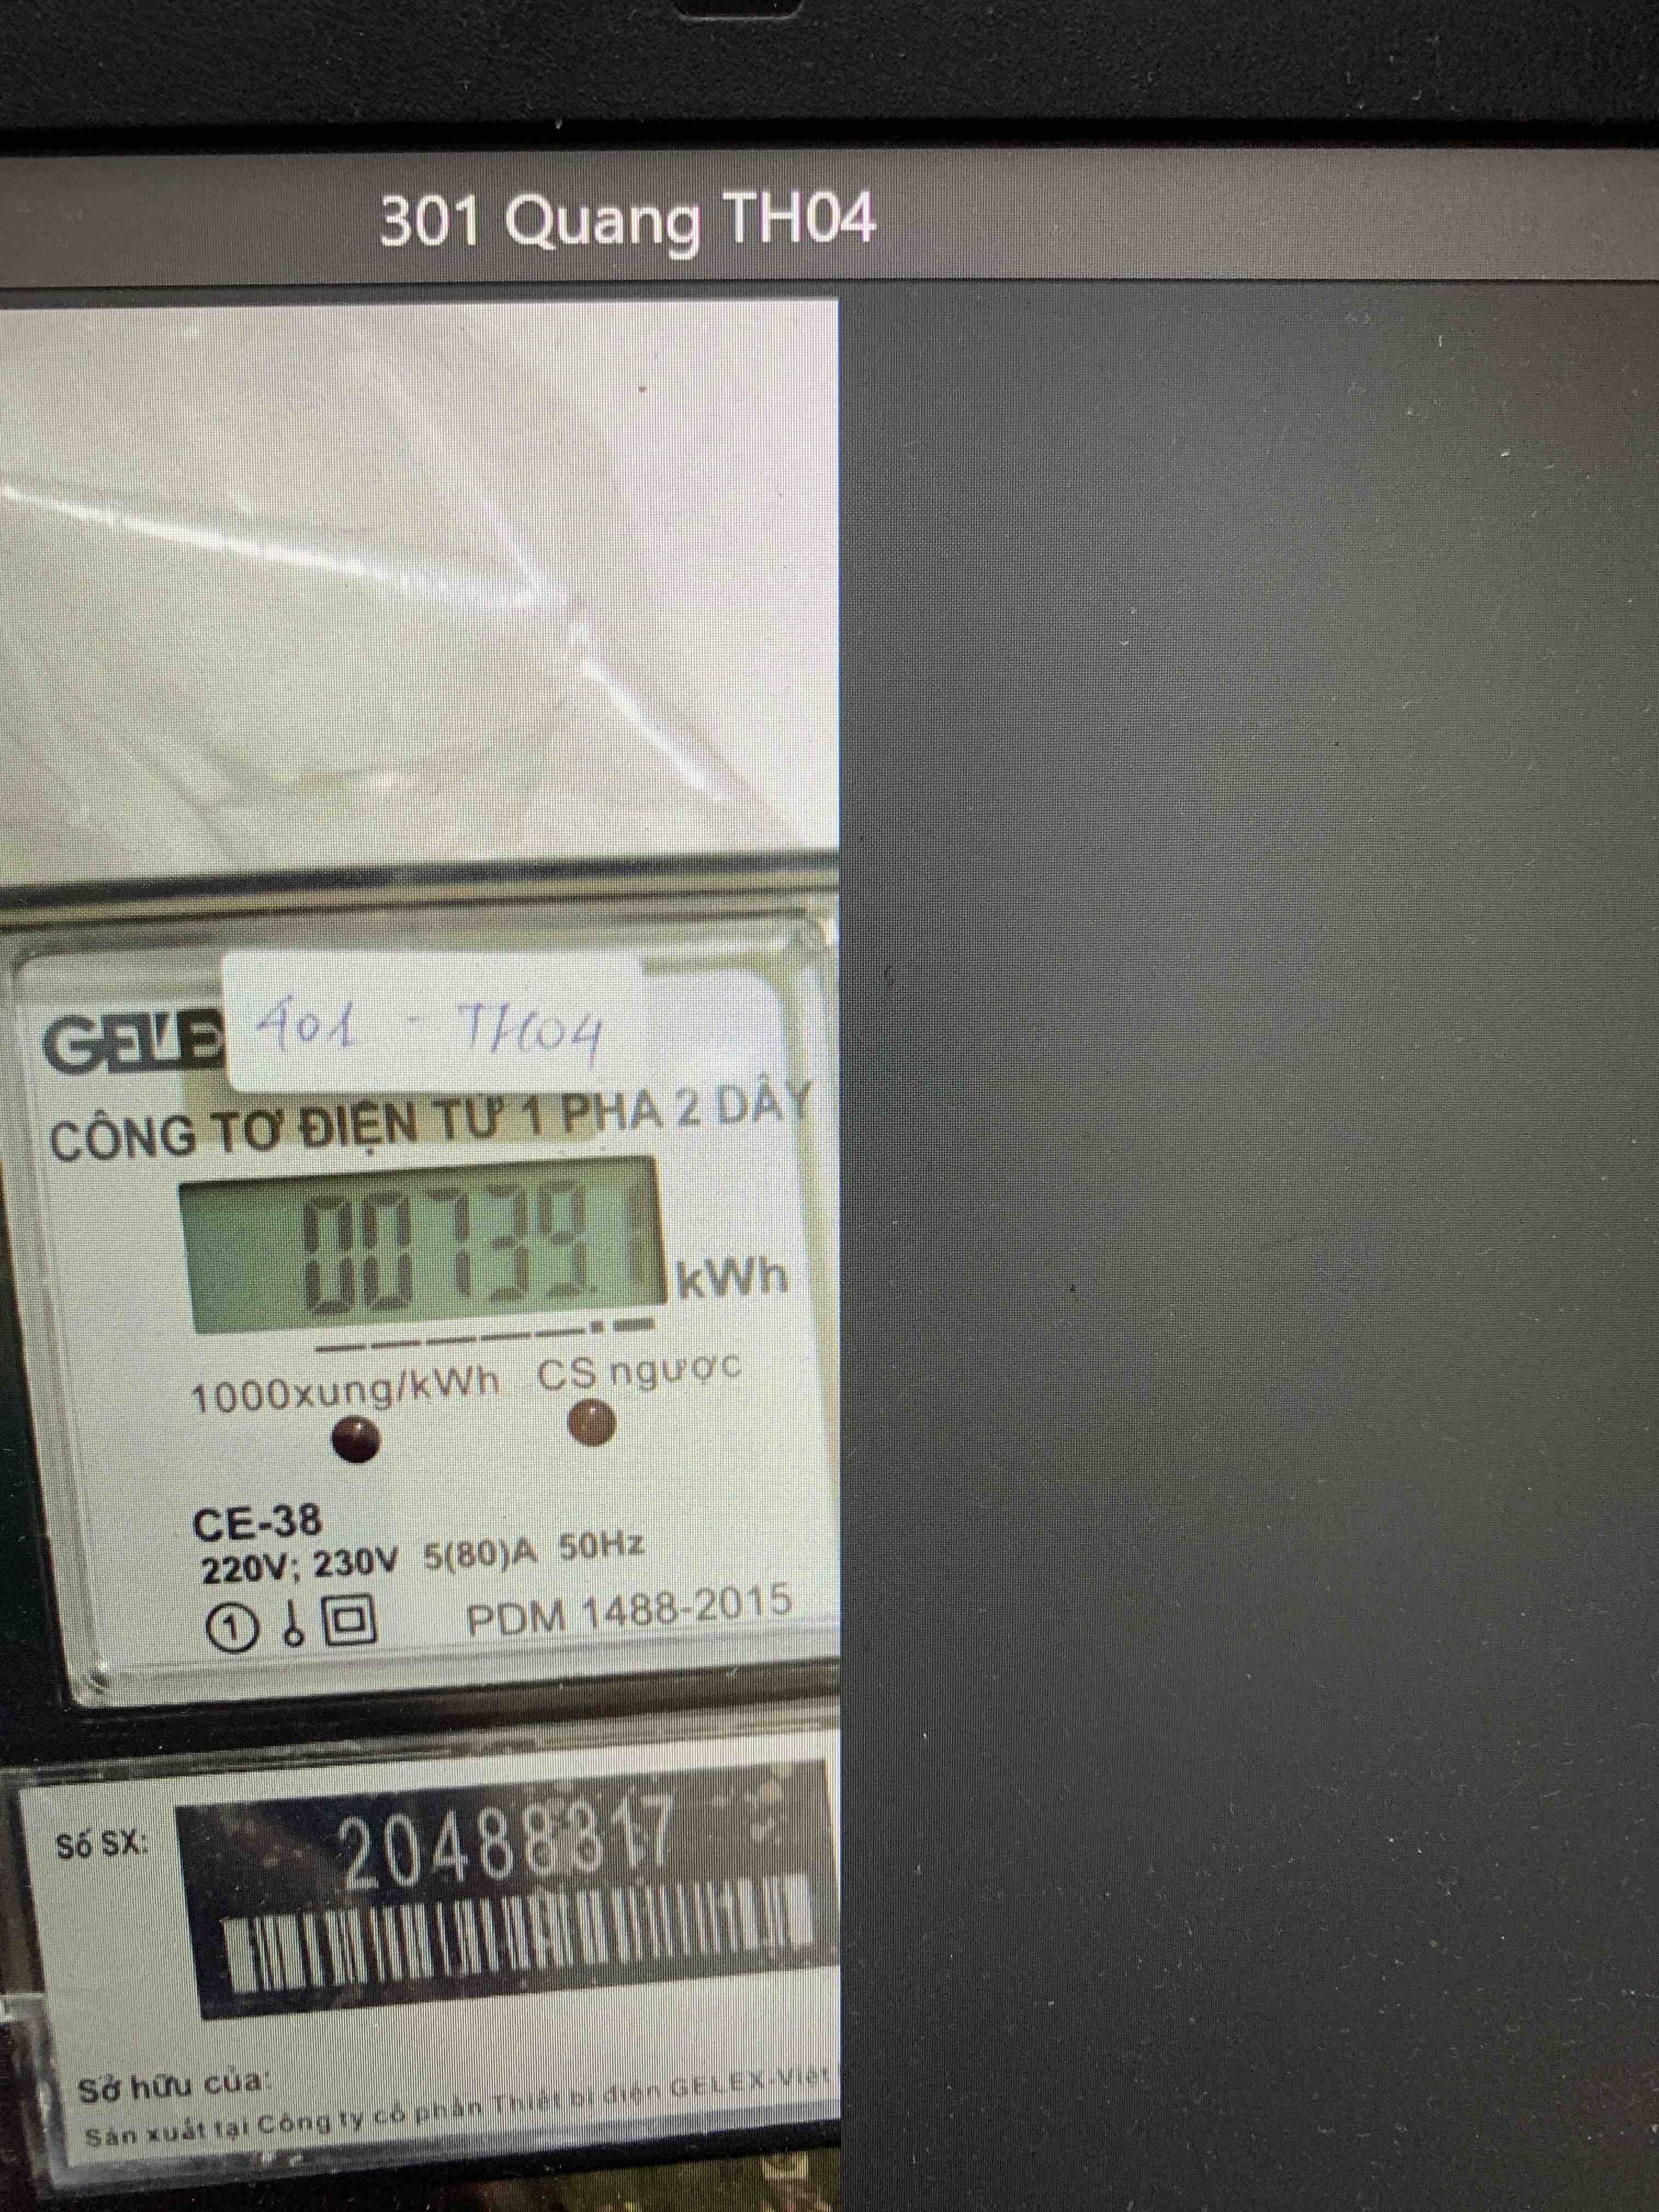 301 Quang TH04
GELE
401 - TH04
CÔNG TƠ ĐIỆN TỬ 1 PHA 2 DÂY
00739.1 kWh
1000xung/kWh CS ngược
CE-38
220V; 230V 5(80)A 50Hz
1 PDM 1488-2015
Số SX: 20488317
Sở hữu của:
Sản xuất tại Công ty cổ phần Thiết bị điện GELEX-Việt